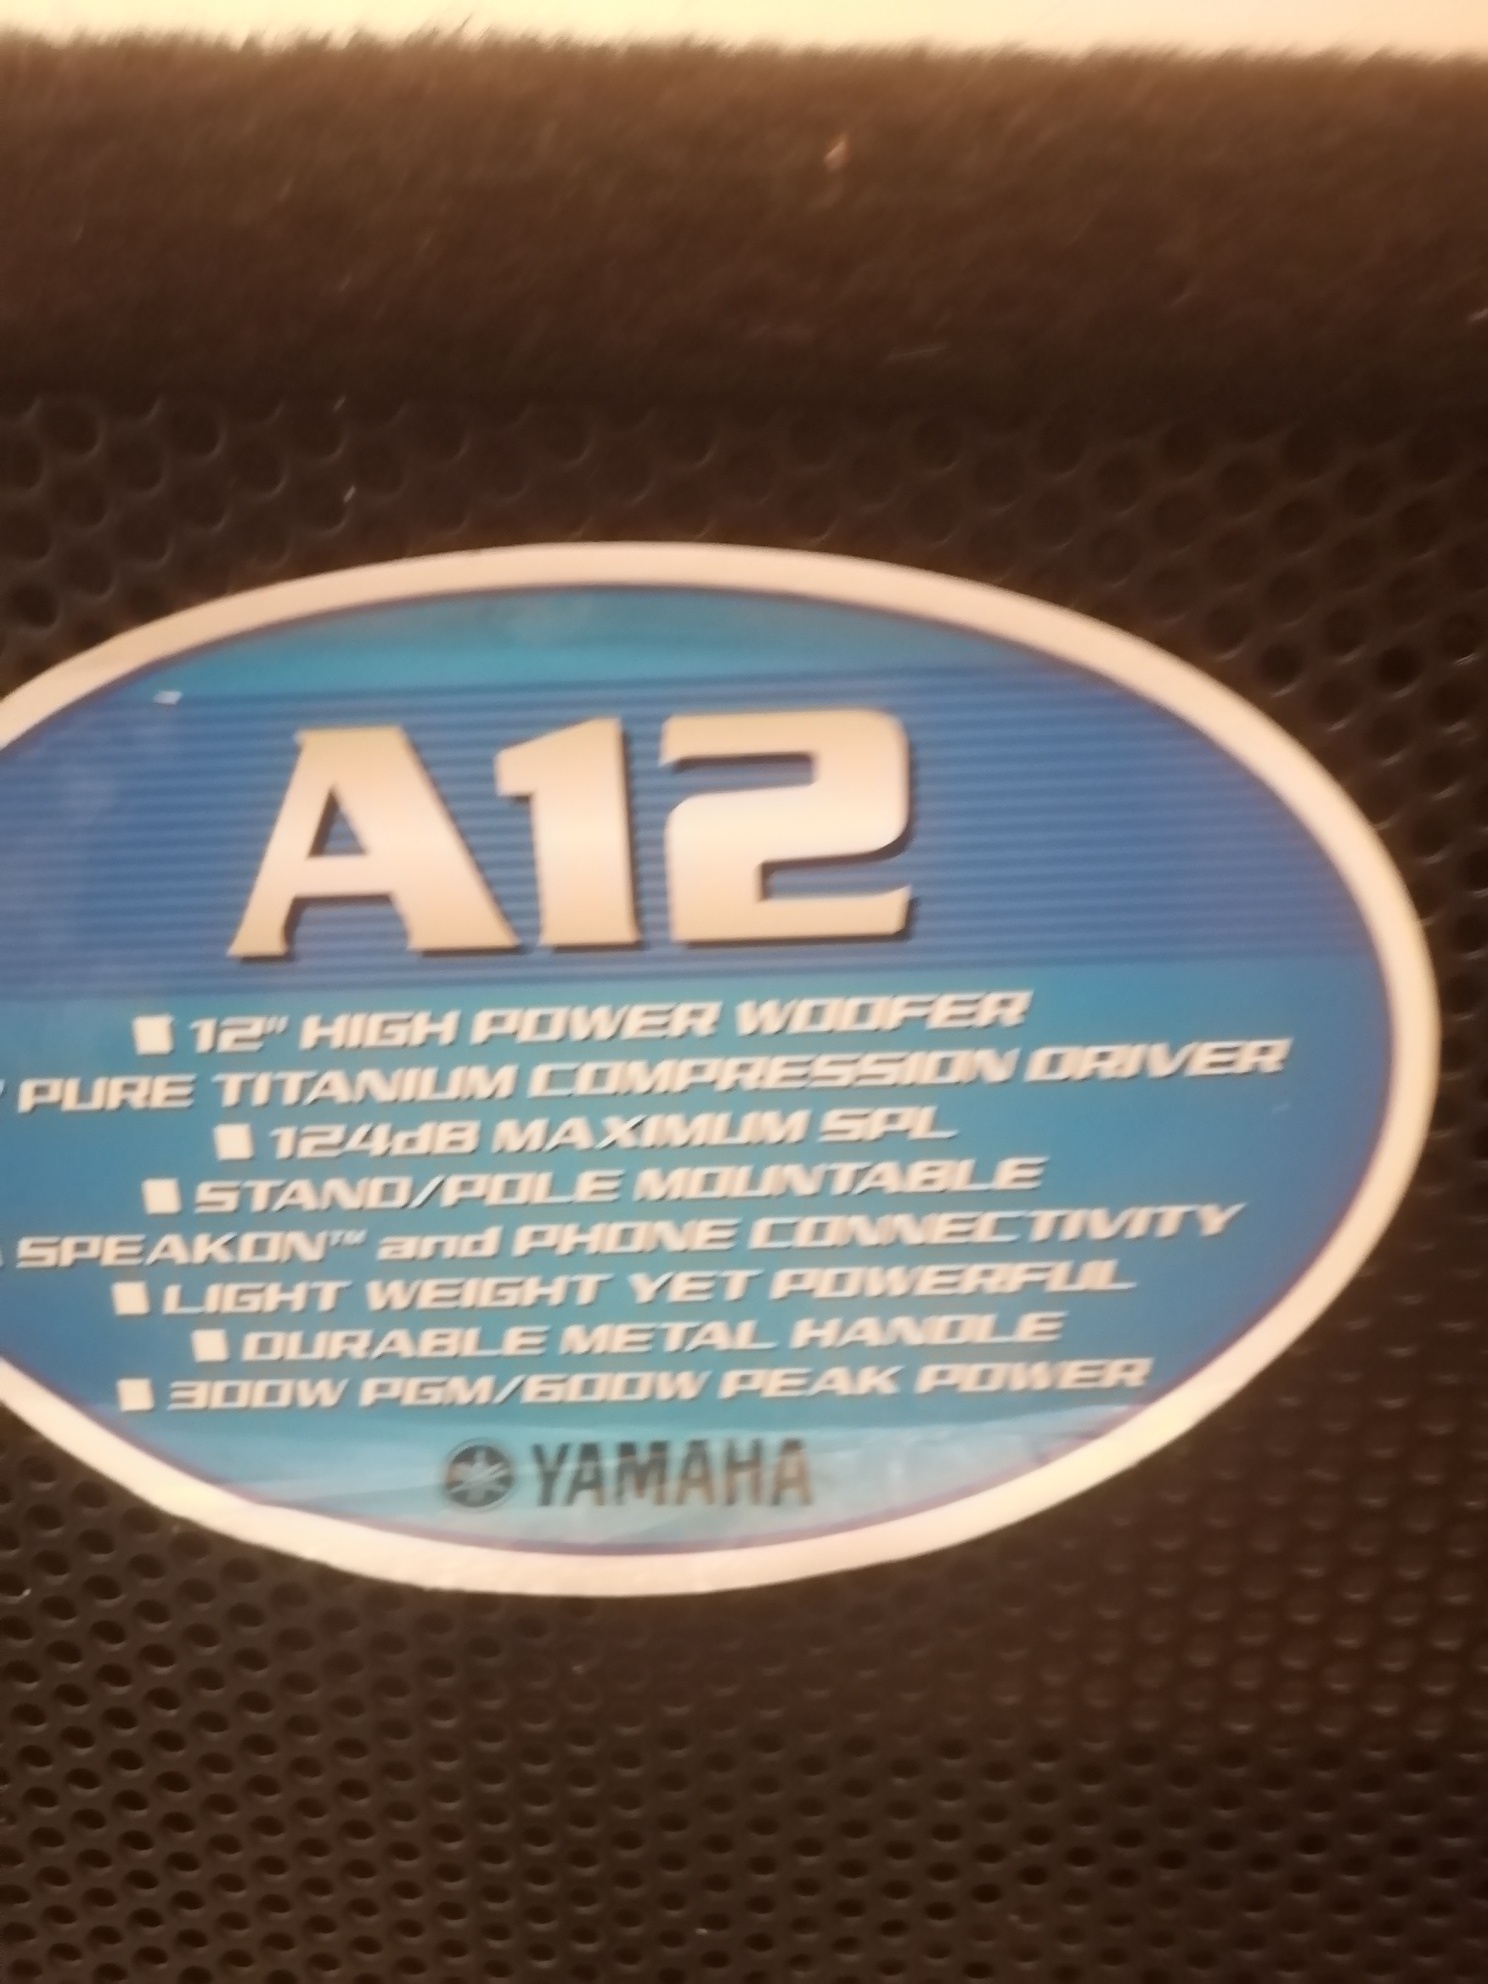 A12
■ 12" HIGH POWER WOOFER
PURE TITANIUM COMPRESSION DRIVER
■ 124dB MAXIMUM SPL
■ STAND/POLE MOUNTABLE
SPEAKON™ and PHONE CONNECTIVITY
■ LIGHT WEIGHT YET POWERFUL
■ DURABLE METAL HANDLE
■ 300W PGM/600W PEAK POWER
YAMAHA